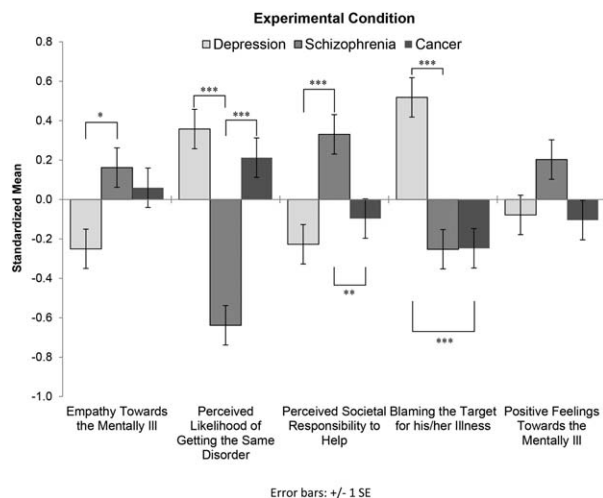 Experimental Condition
Depression Schizophrenia Cancer
0.8
0.6
0.4
0.2
0.0
-0.2
-0.4
-0.6
-0.8
-1.0
Standardized Mean
*
***
***
***
**
***
***
Empathy Towards
the Mentally Ill
Perceived
Likelihood of
Getting the Same
Disorder
Perceived Societal
Responsibility to
Help
Blaming the Target
for his/her Illness
Positive Feelings
Towards the
Mentally Ill
Error bars: +/- 1 SE